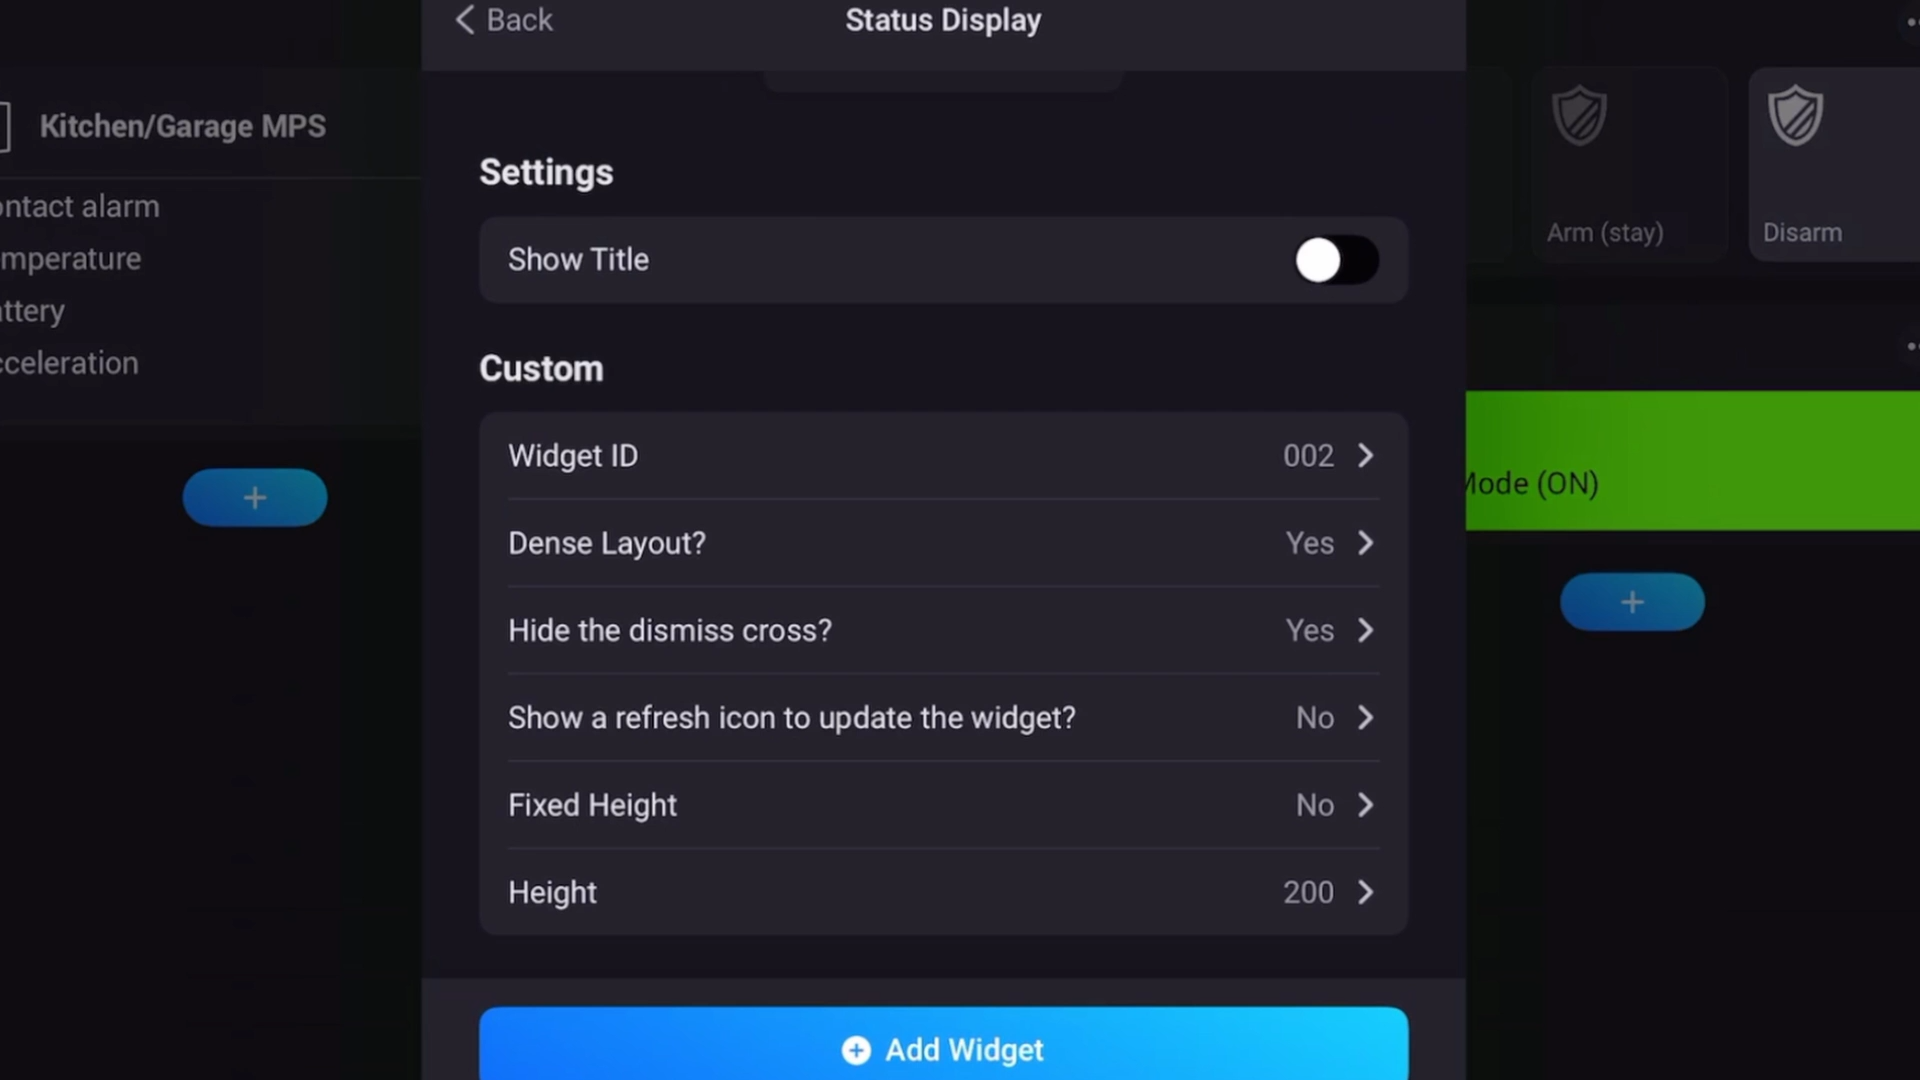 Back
Status Display
Kitchen/Garage MPS
ontact alarm
mperature
ttery
cceleration
Settings
Show Title
Custom
Widget ID 002
Dense Layout? Yes
Hide the dismiss cross? Yes
Show a refresh icon to update the widget? No
Fixed Height No
Height 200
Add Widget
Arm (stay)
Disarm
Mode (ON)